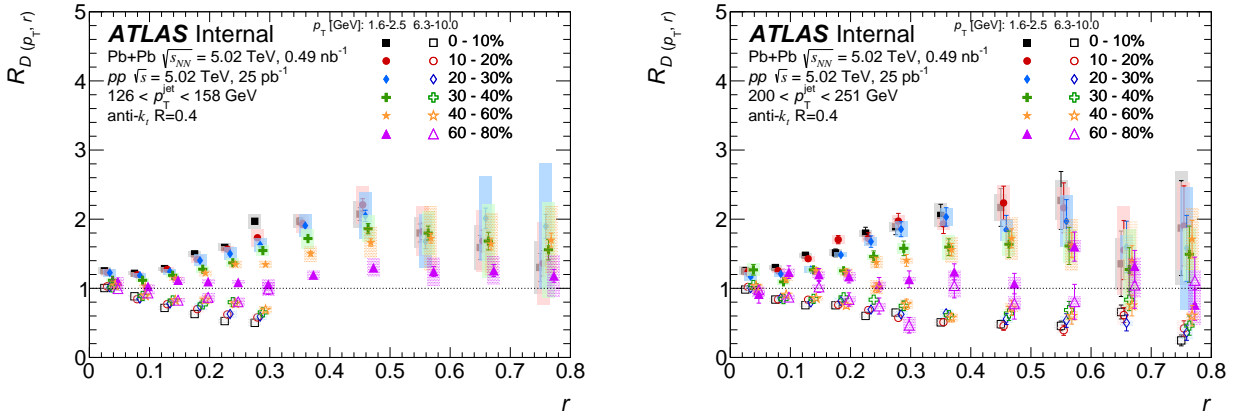 R_D(p_T, r)
ATLAS Internal
p_T [GeV]: 1.6-2.5 6.3-10.0
Pb+Pb √s_NN = 5.02 TeV, 0.49 nb⁻¹
pp √s = 5.02 TeV, 25 pb⁻¹
126 < p_T^jet < 158 GeV
anti-k_t R=0.4
0 - 10%
10 - 20%
20 - 30%
30 - 40%
40 - 60%
60 - 80%
5
4
3
2
1
0
0 0.1 0.2 0.3 0.4 0.5 0.6 0.7 0.8
r
R_D(p_T, r)
ATLAS Internal
p_T [GeV]: 1.6-2.5 6.3-10.0
Pb+Pb √s_NN = 5.02 TeV, 0.49 nb⁻¹
pp √s = 5.02 TeV, 25 pb⁻¹
200 < p_T^jet < 251 GeV
anti-k_t R=0.4
0 - 10%
10 - 20%
20 - 30%
30 - 40%
40 - 60%
60 - 80%
5
4
3
2
1
0
0 0.1 0.2 0.3 0.4 0.5 0.6 0.7 0.8
r